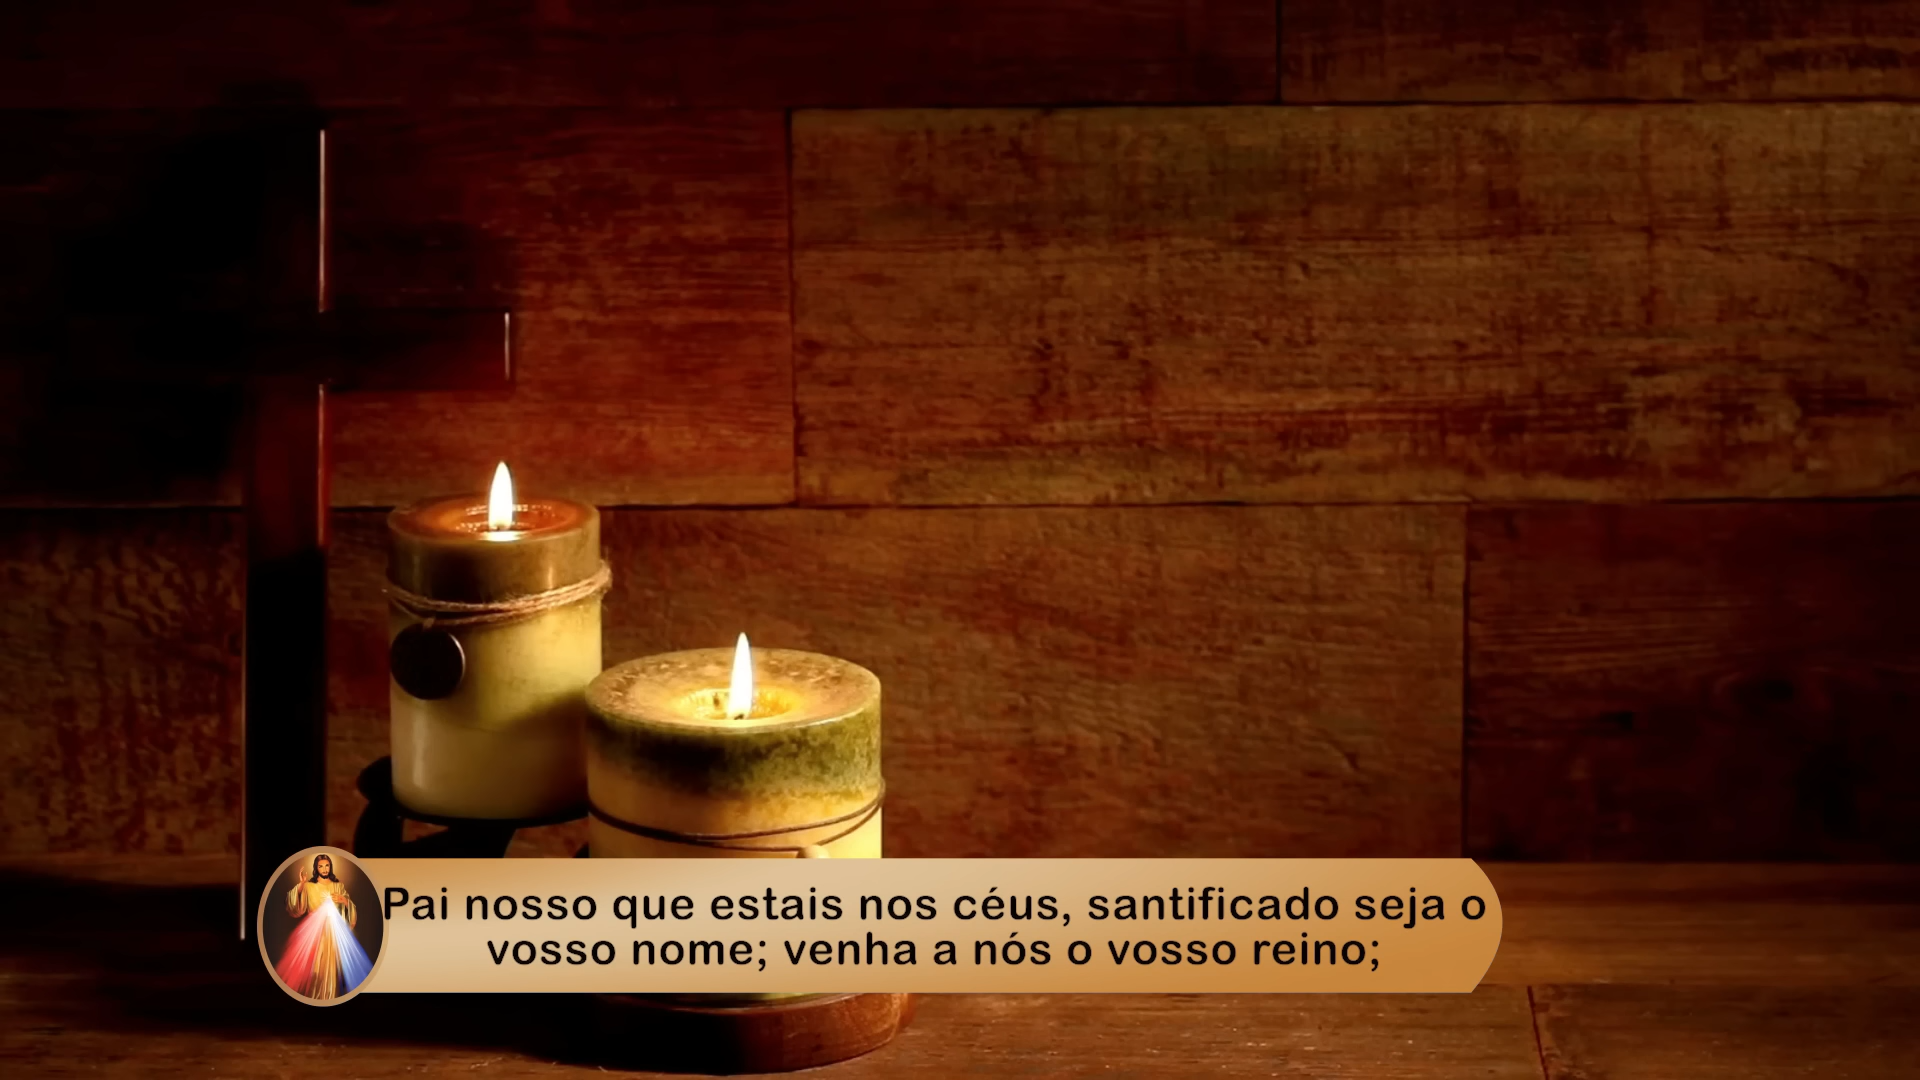 Pai nosso que estais nos céus, santificado seja o
vosso nome; venha a nós o vosso reino;